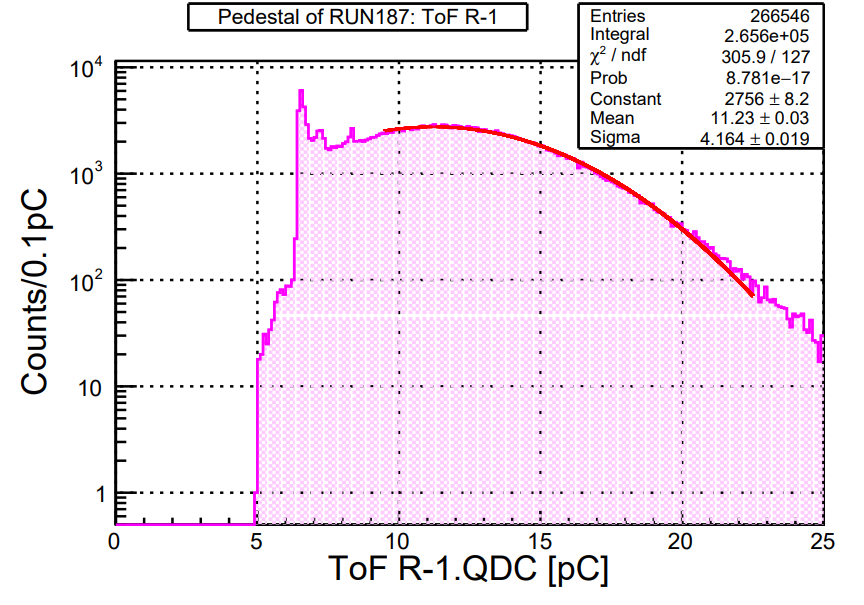 Pedestal of RUN187: ToF R-1
Entries 266546
Integral 2.656e+05
χ² / ndf 305.9 / 127
Prob 8.781e−17
Constant 2756 ± 8.2
Mean 11.23 ± 0.03
Sigma 4.164 ± 0.019
Counts/0.1pC
10⁴
10³
10²
10
1
0 5 10 15 20 25
ToF R-1.QDC [pC]